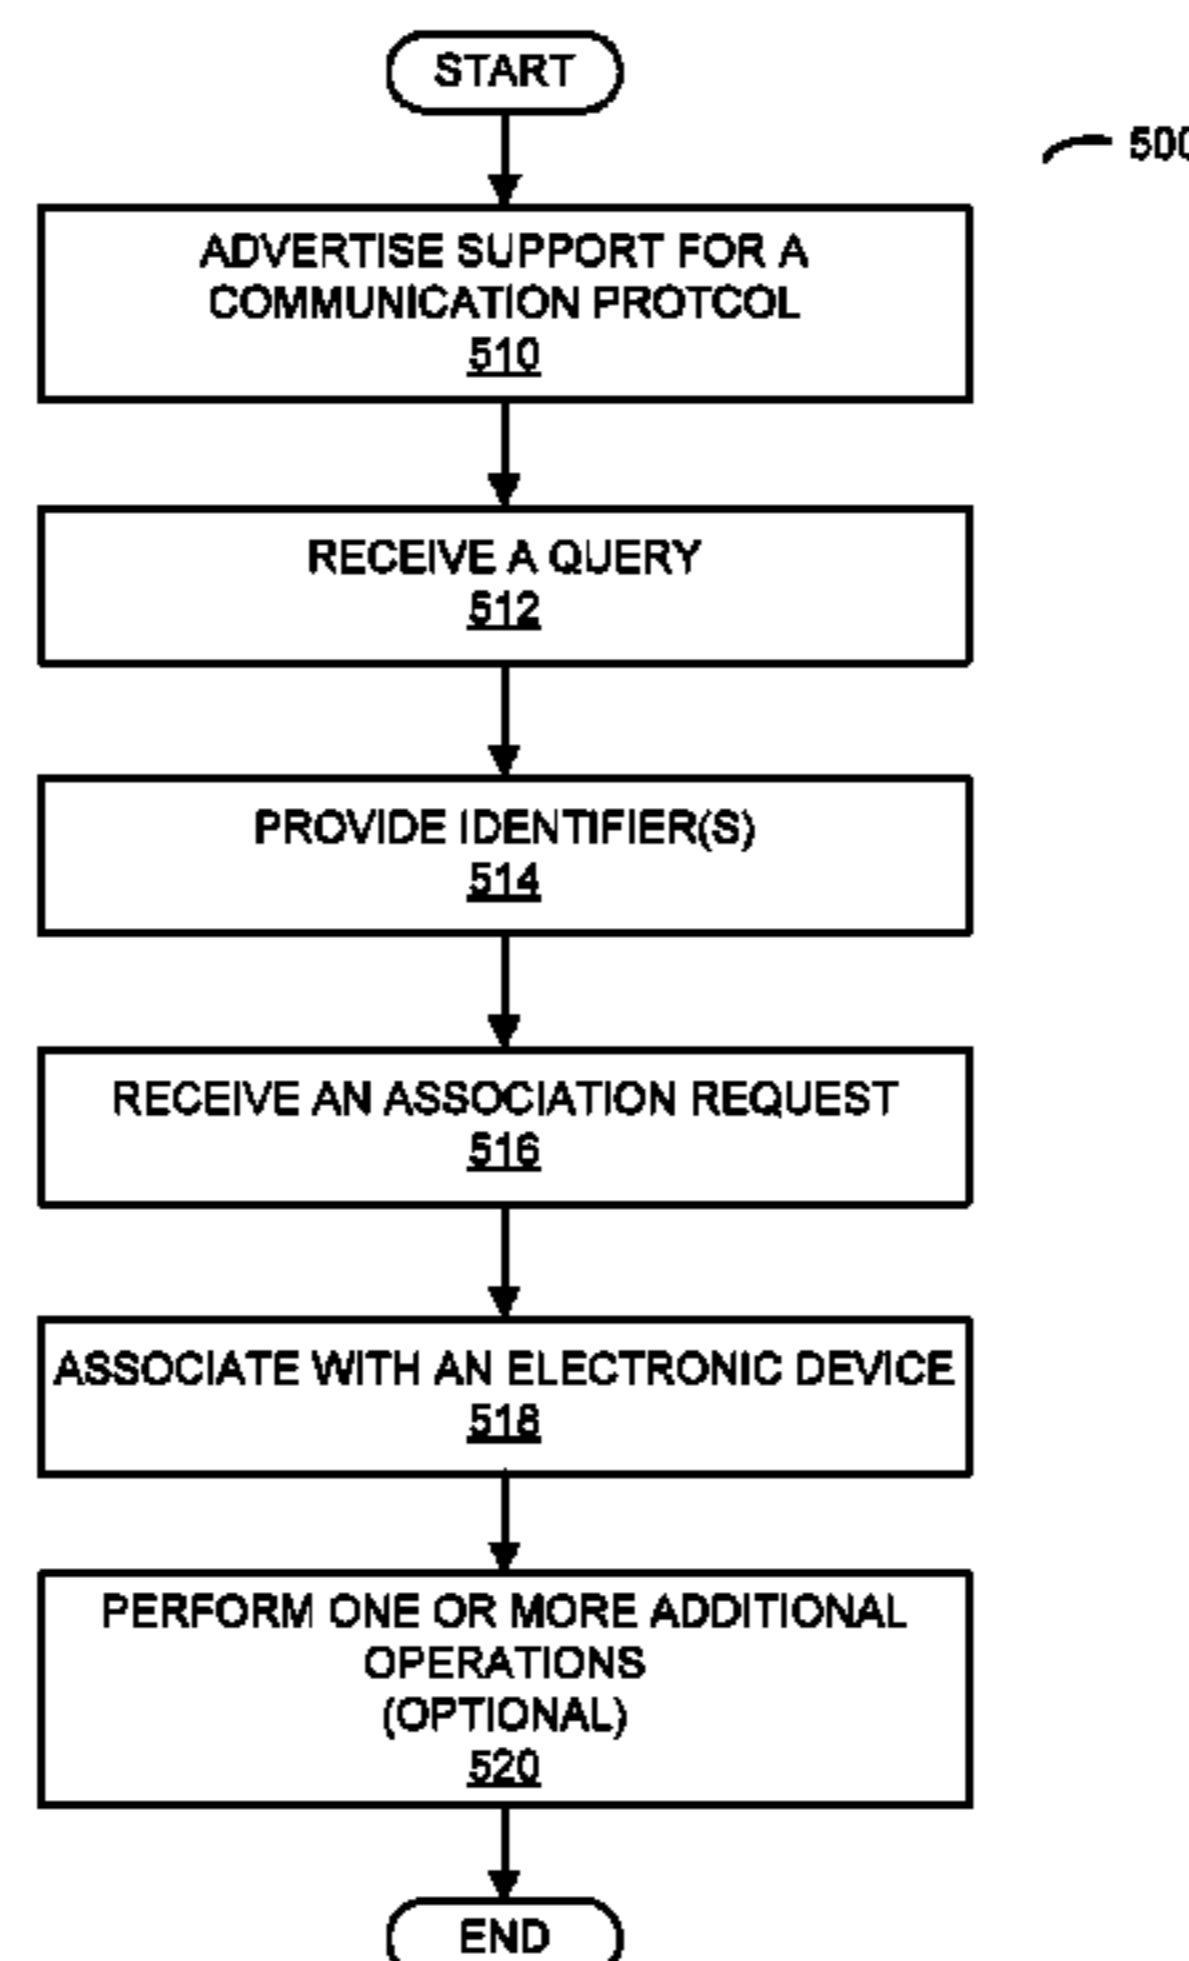 START
500
ADVERTISE SUPPORT FOR A
COMMUNICATION PROTCOL
510
RECEIVE A QUERY
512
PROVIDE IDENTIFIER(S)
514
RECEIVE AN ASSOCIATION REQUEST
516
ASSOCIATE WITH AN ELECTRONIC DEVICE
518
PERFORM ONE OR MORE ADDITIONAL
OPERATIONS
(OPTIONAL)
520
END